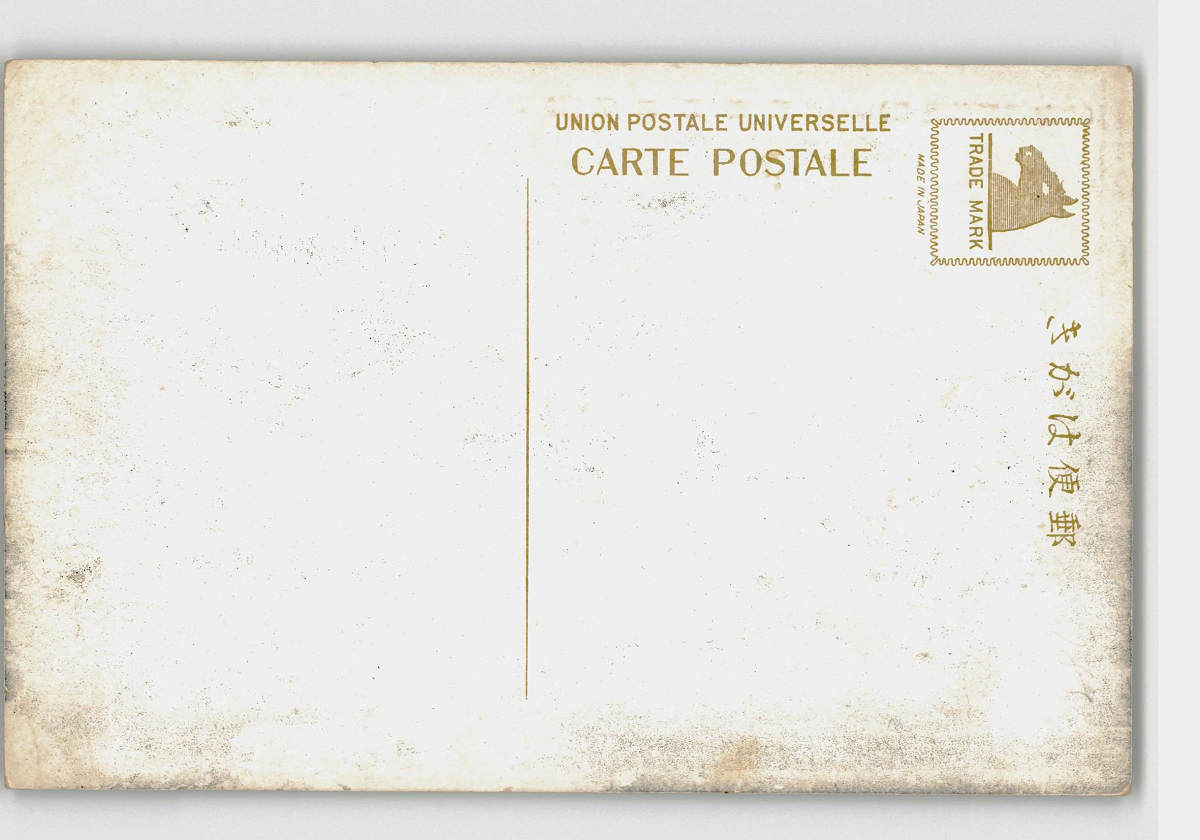 UNION POSTALE UNIVERSELLE
CARTE POSTALE
TRADE MARK
MADE IN JAPAN
郵便はがき